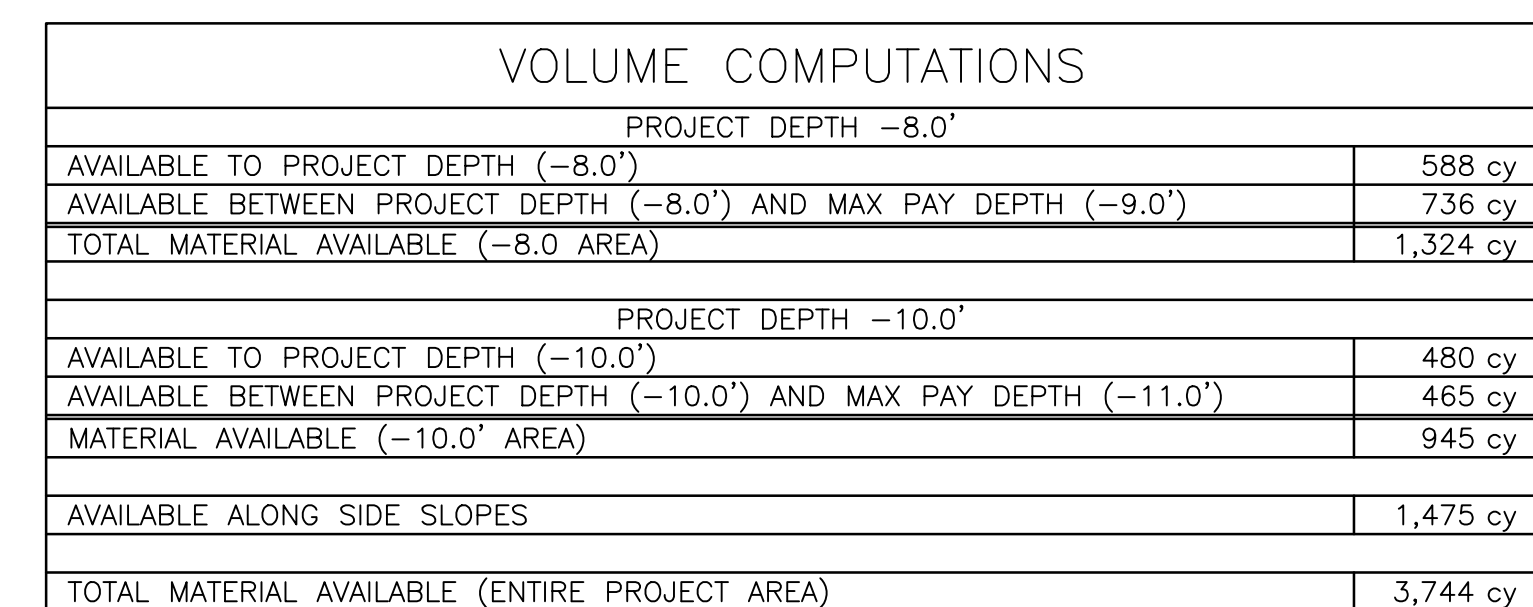 VOLUME COMPUTATIONS
PROJECT DEPTH −8.0’
AVAILABLE TO PROJECT DEPTH (−8.0’) 588 cy
AVAILABLE BETWEEN PROJECT DEPTH (−8.0’) AND MAX PAY DEPTH (−9.0’) 736 cy
TOTAL MATERIAL AVAILABLE (−8.0 AREA) 1,324 cy
PROJECT DEPTH −10.0’
AVAILABLE TO PROJECT DEPTH (−10.0’) 480 cy
AVAILABLE BETWEEN PROJECT DEPTH (−10.0’) AND MAX PAY DEPTH (−11.0’) 465 cy
MATERIAL AVAILABLE (−10.0’ AREA) 945 cy
AVAILABLE ALONG SIDE SLOPES 1,475 cy
TOTAL MATERIAL AVAILABLE (ENTIRE PROJECT AREA) 3,744 cy